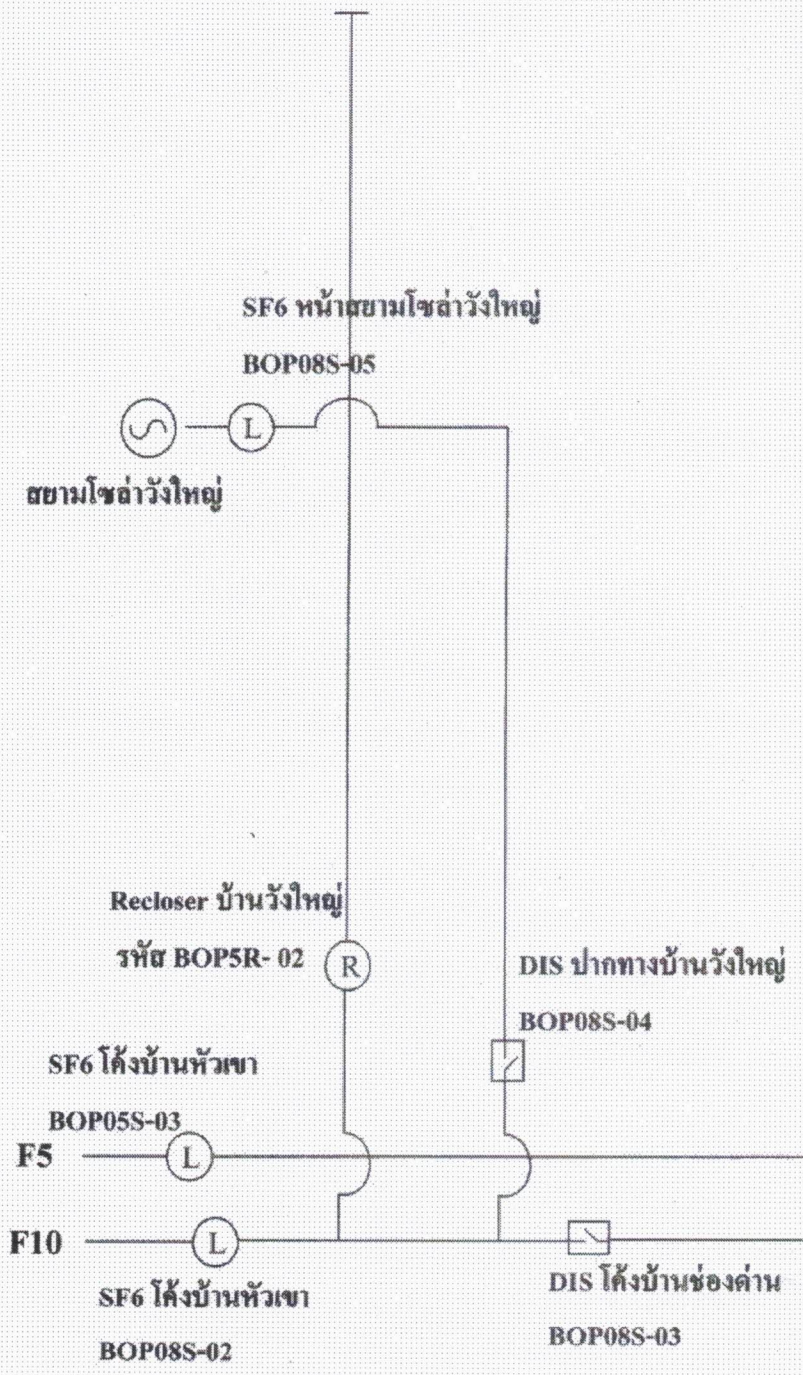 SF6 หน้าสยามโซล่าวังใหญ่
BOP08S-05
L
สยามโซล่าวังใหญ่
Recloser บ้านวังใหญ่
รหัส BOP5R- 02
R
DIS ปากทางบ้านวังใหญ่
BOP08S-04
SF6 โค้งบ้านหัวเขา
BOP05S-03
F5
L
F10
L
SF6 โค้งบ้านหัวเขา
BOP08S-02
DIS โค้งบ้านช่องด่าน
BOP08S-03